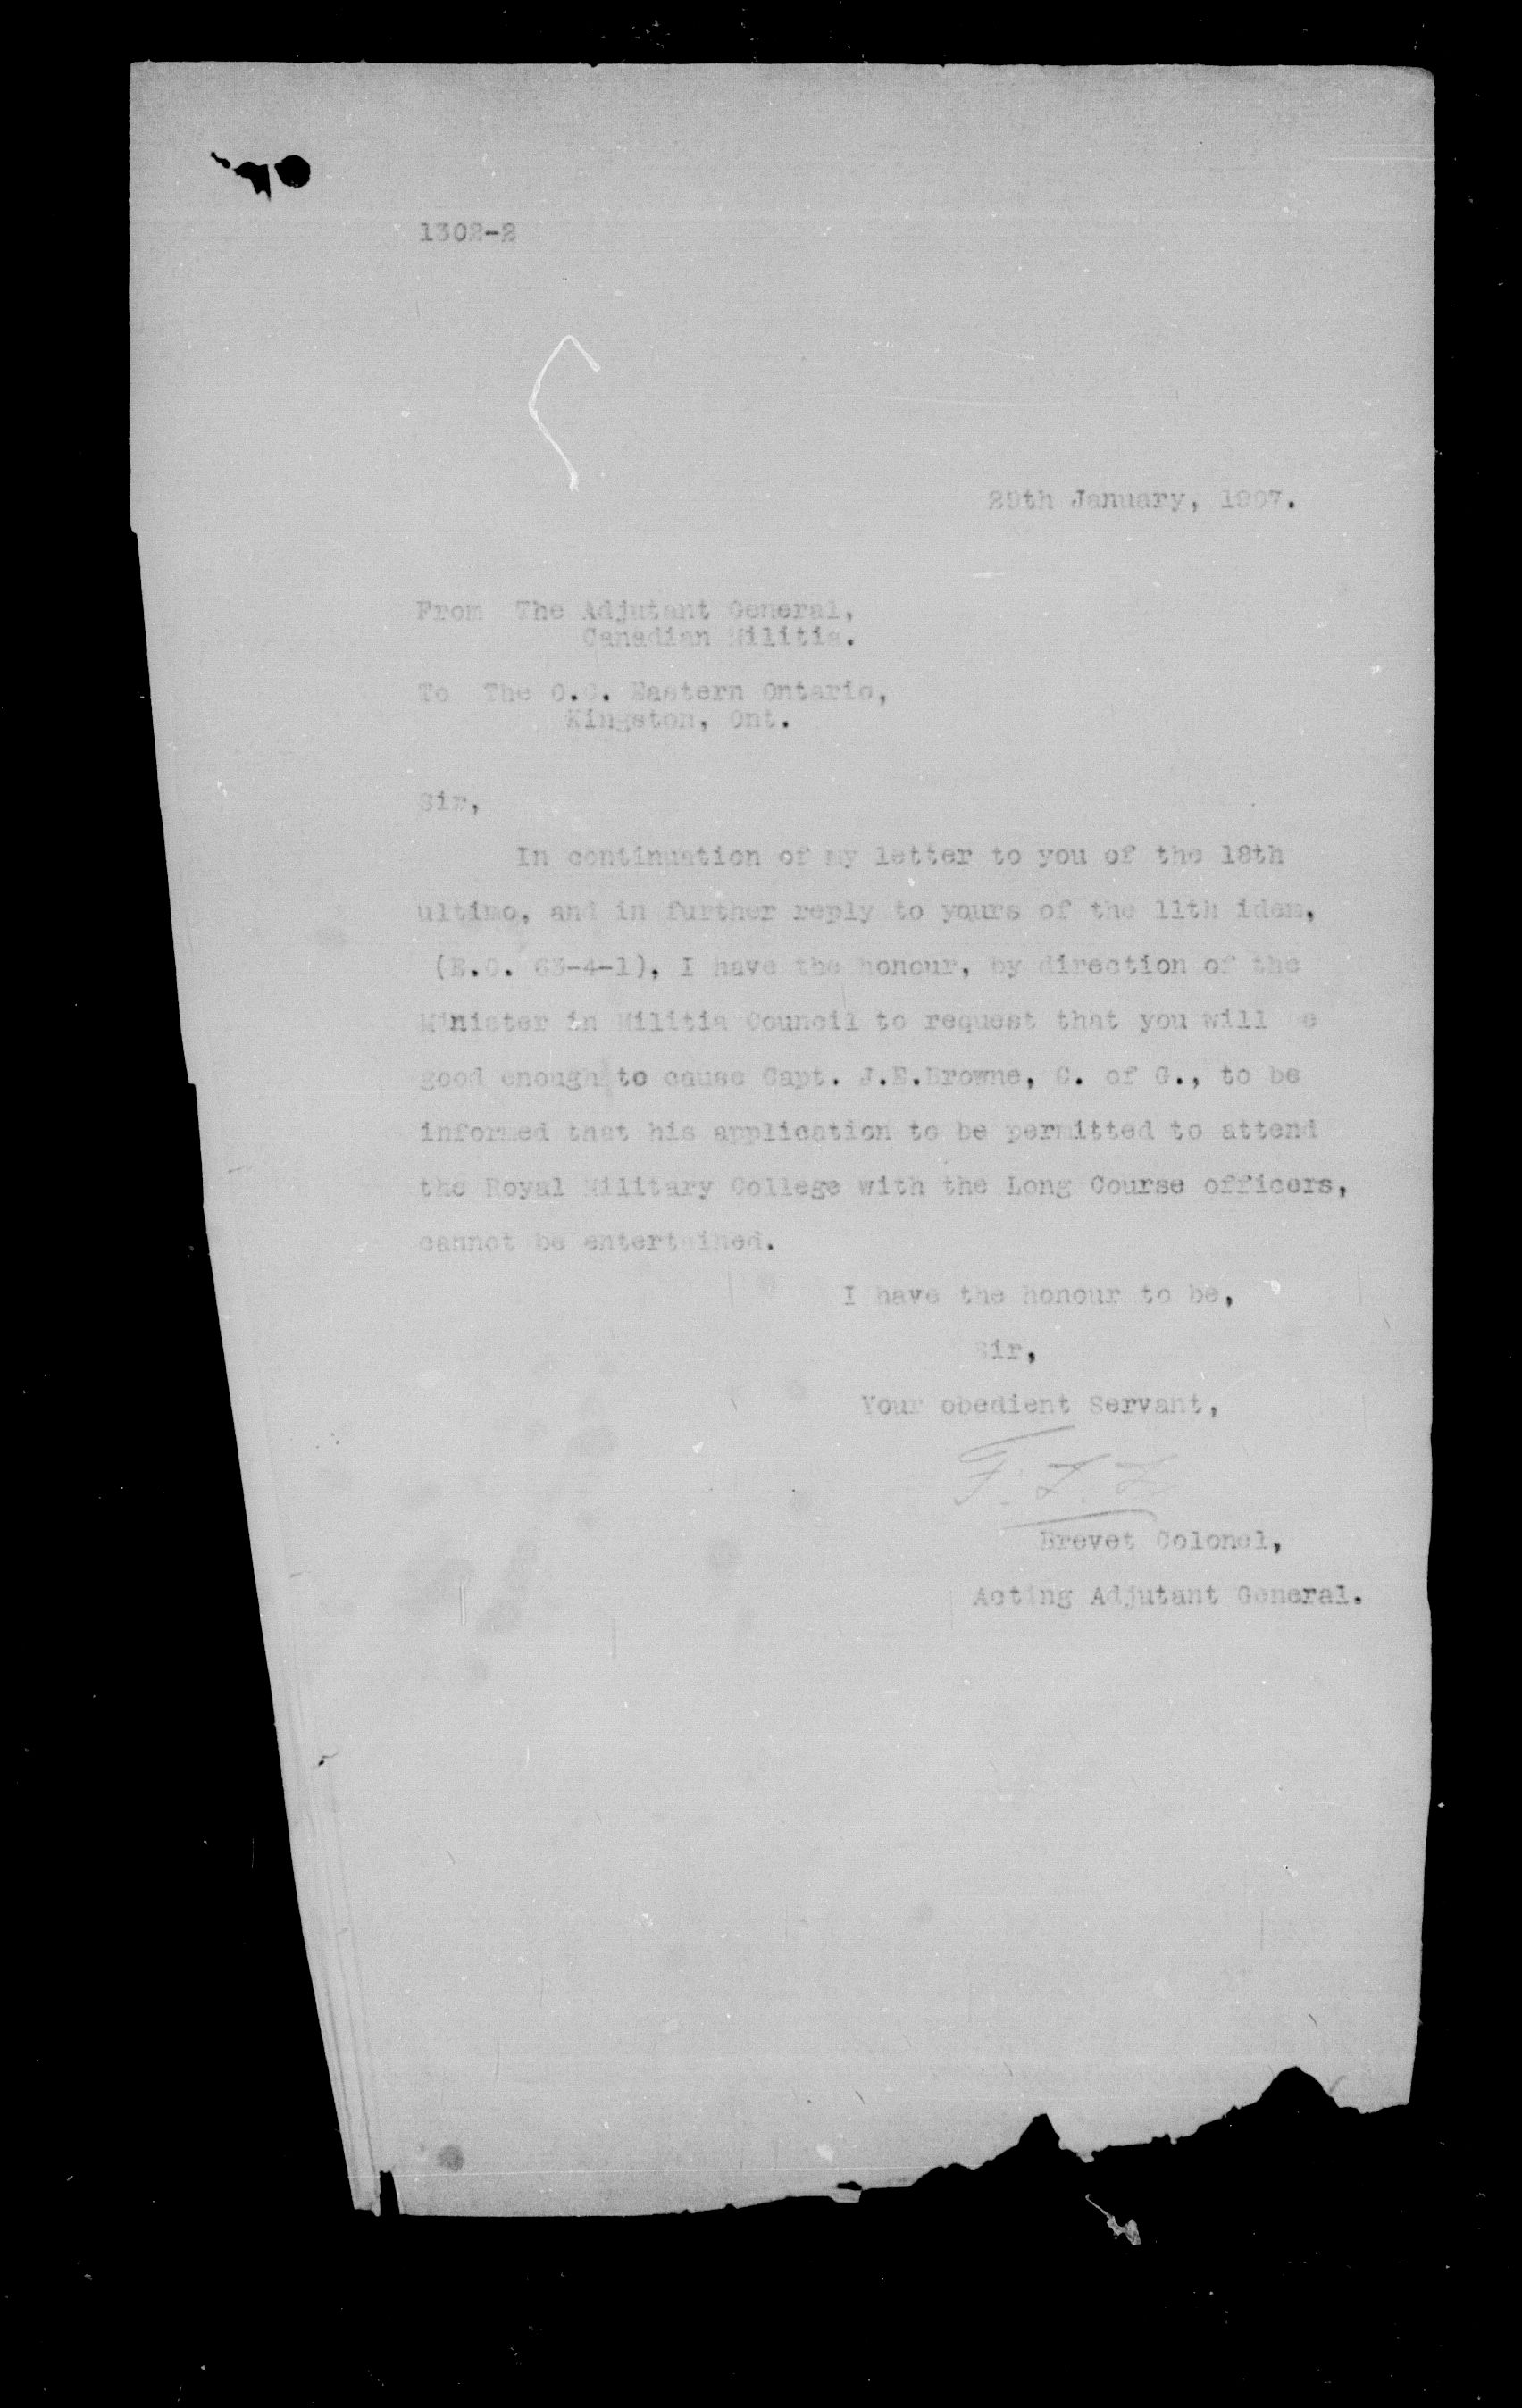 1302-2
29th January, 1907.
From The Adjutant General,
Canadian Militia.
To The O.C. Eastern Ontario,
Kingston, Ont.
Sir,
In continuation of my letter to you of the 18th
ultimo, and in further reply to yours of the 11th idem,
(E.O. 63-4-1), I have the honour, by direction of the
Minister in Militia Council to request that you will be
good enough to cause Capt. J.E.Browne, C. of G., to be
informed that his application to be permitted to attend
the Royal Military College with the Long Course officers,
cannot be entertained.
I have the honour to be,
Sir,
Your obedient Servant,
Brevet Colonel,
Acting Adjutant General.